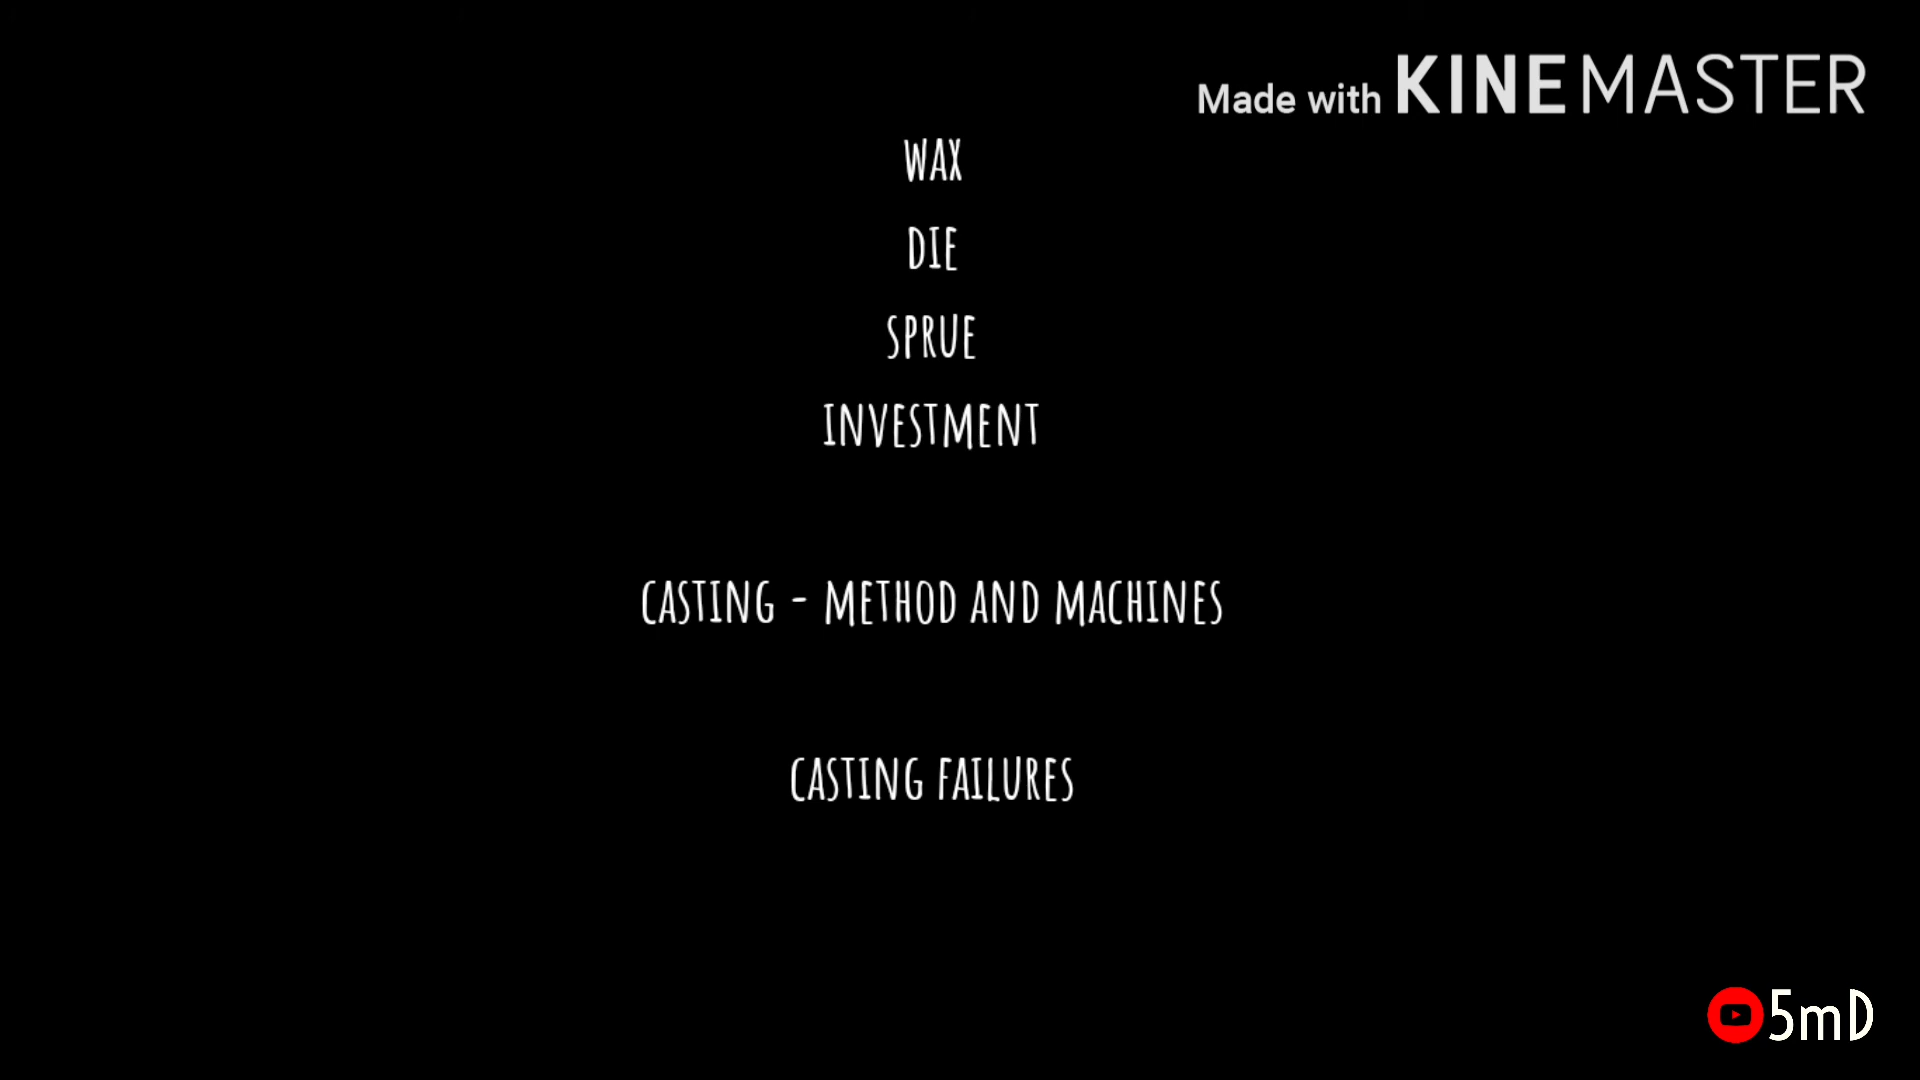 Made with KINEMASTER
WAX
DIE
SPRUE
INVESTMENT
CASTING - METHOD AND MACHINES
CASTING FAILURES
5mD